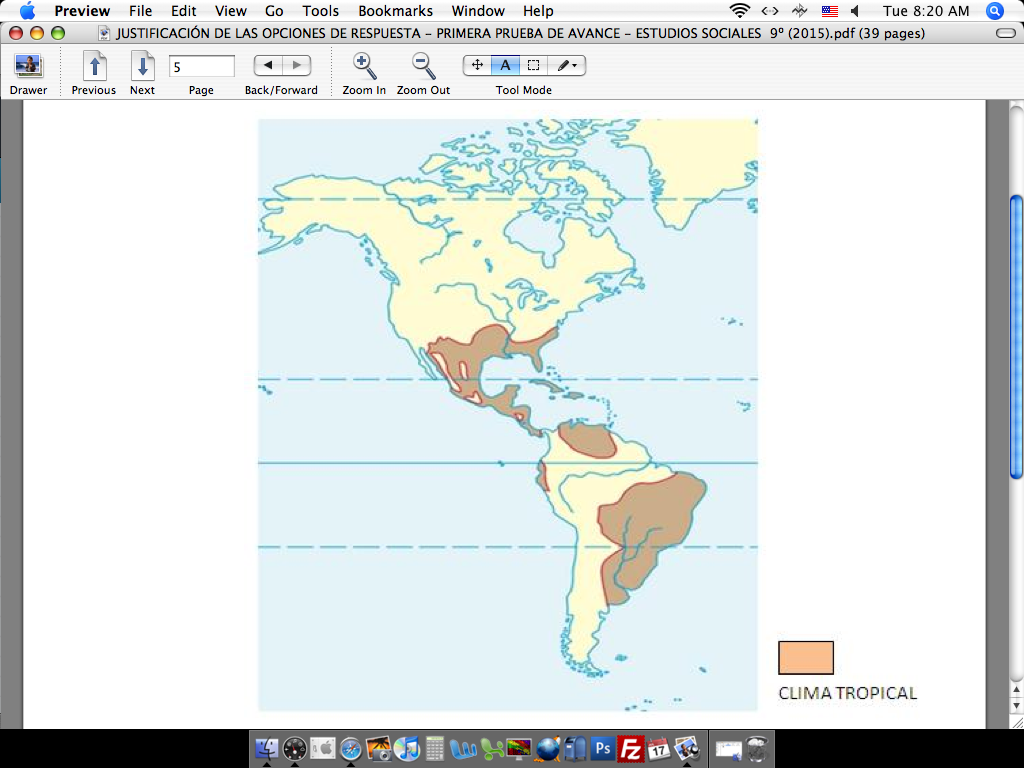 Preview File Edit View Go Tools Bookmarks Window Help Tue 8:20 AM
JUSTIFICACIÓN DE LAS OPCIONES DE RESPUESTA – PRIMERA PRUEBA DE AVANCE – ESTUDIOS SOCIALES 9º (2015).pdf (39 pages)
5
A
Drawer Previous Next Page Back/Forward Zoom In Zoom Out Tool Mode
CLIMA TROPICAL
Ps Fz 17